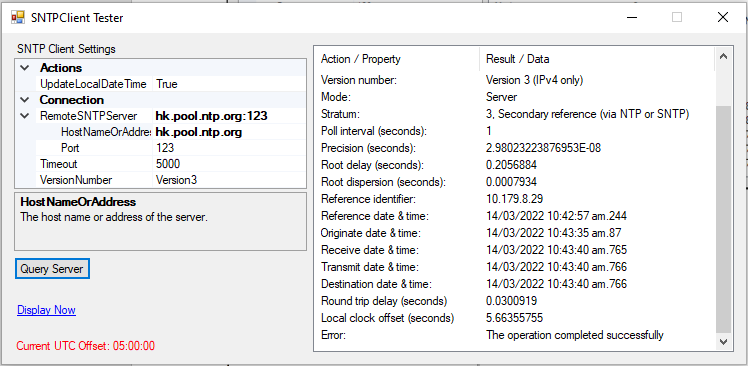 SNTPClient Tester
SNTP Client Settings
Actions
UpdateLocalDateTime True
Connection
RemoteSNTPServer hk.pool.ntp.org:123
HostNameOrAddre hk.pool.ntp.org
Port 123
Timeout 5000
VersionNumber Version3
HostNameOrAddress
The host name or address of the server.
Query Server
Display Now
Current UTC Offset: 05:00:00
Action / Property Result / Data
Version number: Version 3 (IPv4 only)
Mode: Server
Stratum: 3, Secondary reference (via NTP or SNTP)
Poll interval (seconds): 1
Precision (seconds): 2.98023223876953E-08
Root delay (seconds): 0.2056884
Root dispersion (seconds): 0.0007934
Reference identifier: 10.179.8.29
Reference date & time: 14/03/2022 10:42:57 am.244
Originate date & time: 14/03/2022 10:43:35 am.87
Receive date & time: 14/03/2022 10:43:40 am.765
Transmit date & time: 14/03/2022 10:43:40 am.766
Destination date & time: 14/03/2022 10:43:40 am.766
Round trip delay (seconds) 0.0300919
Local clock offset (seconds) 5.66355755
Error: The operation completed successfully